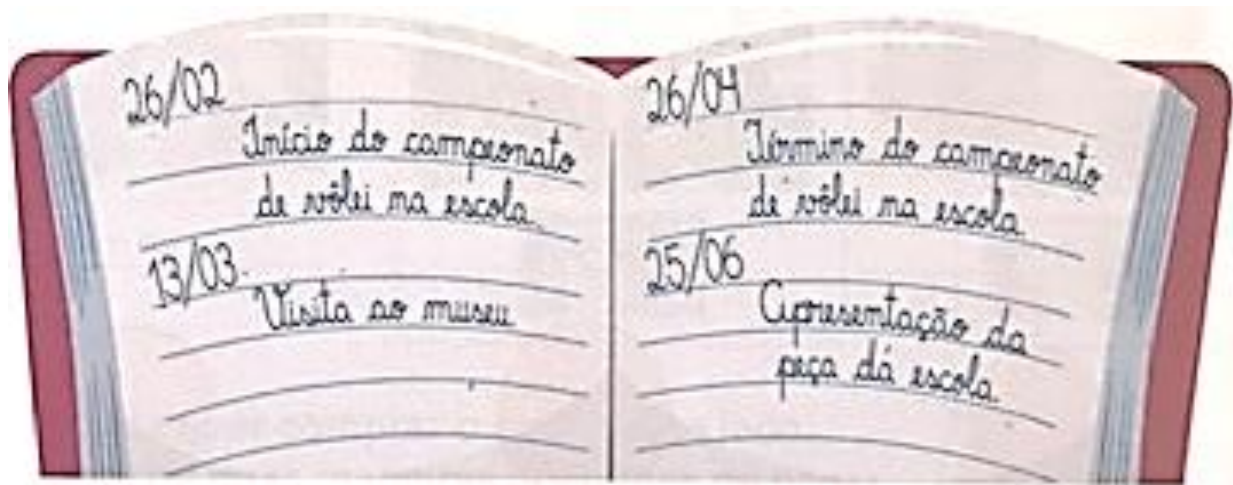 26/02
Início do campeonato
de vôlei na escola.
13/03
Visita ao museu
26/04
Término do campeonato
de vôlei na escola
25/06
Apresentação da
peça dá escola.